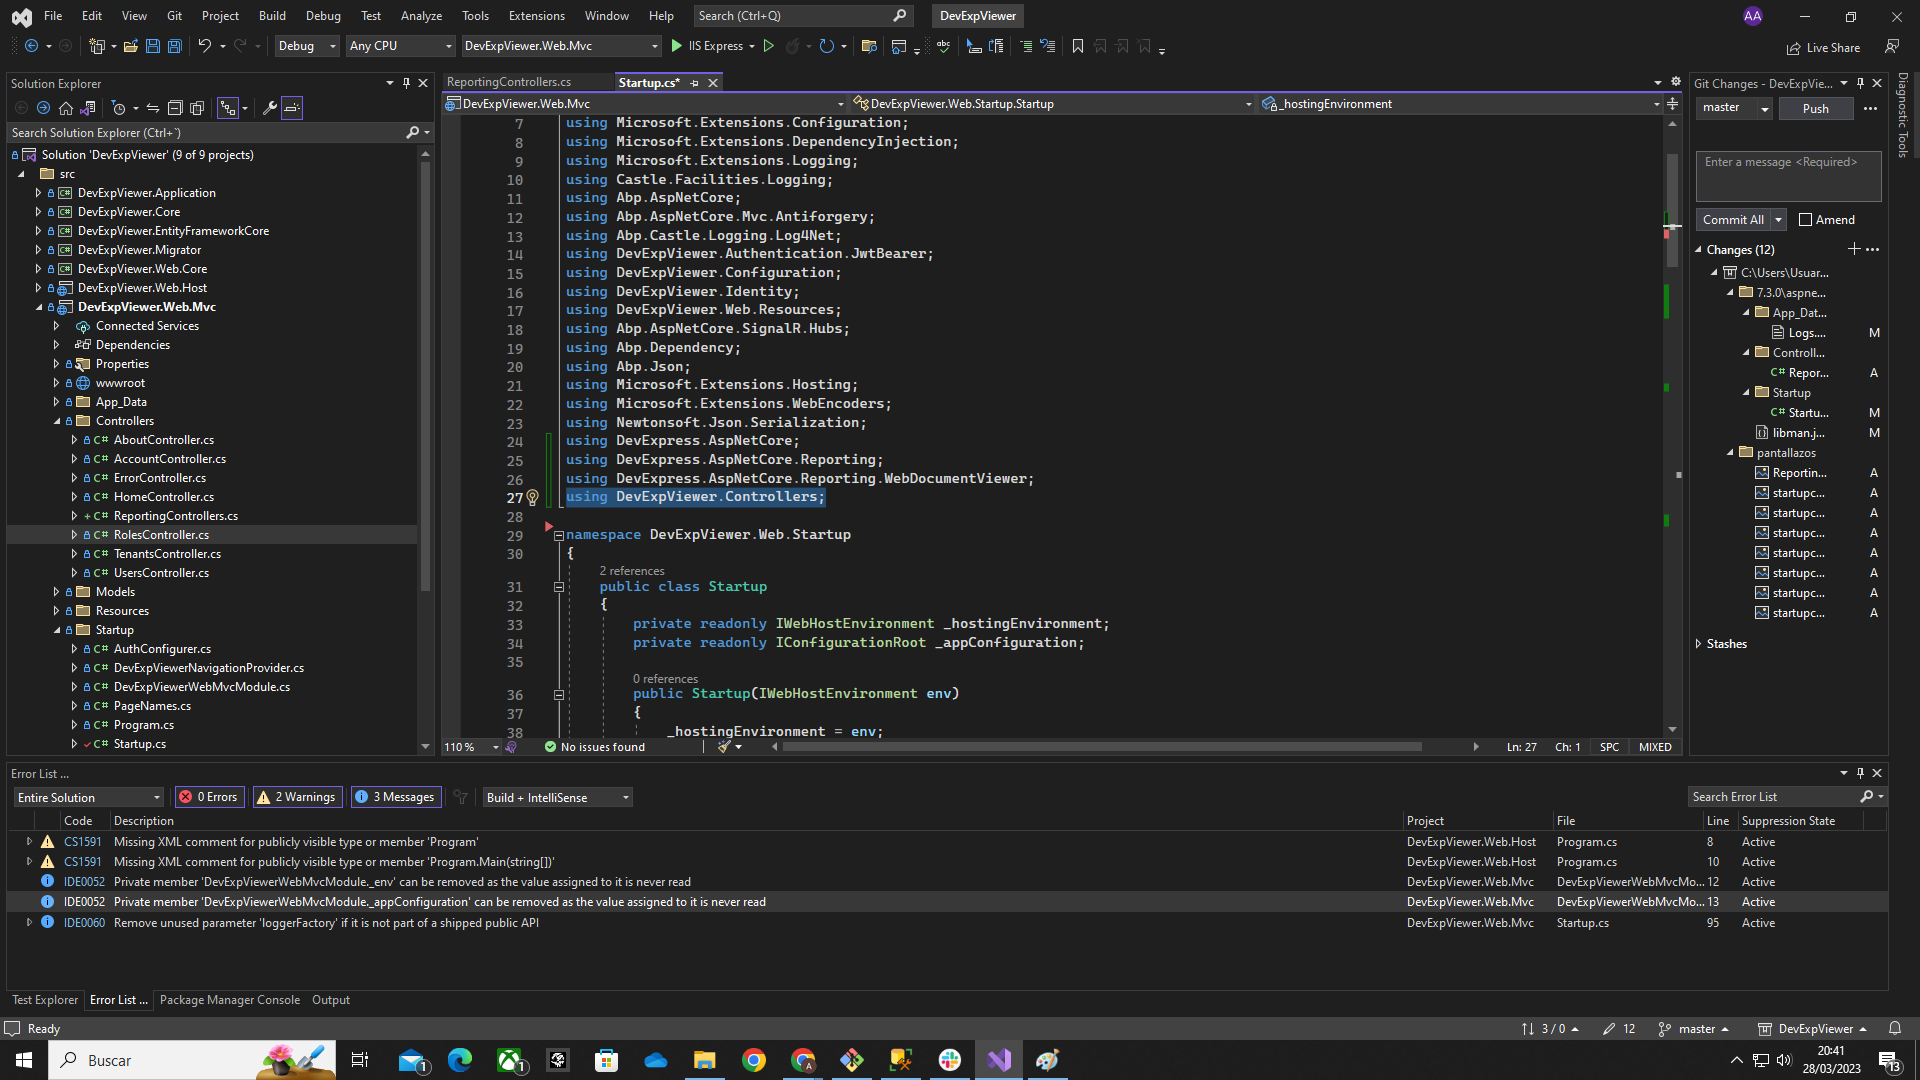 File Edit View Git Project Build Debug Test Analyze Tools Extensions Window Help Search (Ctrl+Q) DevExpViewer AA
Debug Any CPU DevExpViewer.Web.Mvc IIS Express Live Share
Solution Explorer
Search Solution Explorer (Ctrl+`)
Solution 'DevExpViewer' (9 of 9 projects)
src
DevExpViewer.Application
DevExpViewer.Core
DevExpViewer.EntityFrameworkCore
DevExpViewer.Migrator
DevExpViewer.Web.Core
DevExpViewer.Web.Host
DevExpViewer.Web.Mvc
Connected Services
Dependencies
Properties
wwwroot
App_Data
Controllers
C# AboutController.cs
C# AccountController.cs
C# ErrorController.cs
C# HomeController.cs
C# ReportingControllers.cs
C# RolesController.cs
C# TenantsController.cs
C# UsersController.cs
Models
Resources
Startup
C# AuthConfigurer.cs
C# DevExpViewerNavigationProvider.cs
C# DevExpViewerWebMvcModule.cs
C# PageNames.cs
C# Program.cs
C# Startup.cs
ReportingControllers.cs Startup.cs*
DevExpViewer.Web.Mvc DevExpViewer.Web.Startup.Startup _hostingEnvironment
7 using Microsoft.Extensions.Configuration;
8 using Microsoft.Extensions.DependencyInjection;
9 using Microsoft.Extensions.Logging;
10 using Castle.Facilities.Logging;
11 using Abp.AspNetCore;
12 using Abp.AspNetCore.Mvc.Antiforgery;
13 using Abp.Castle.Logging.Log4Net;
14 using DevExpViewer.Authentication.JwtBearer;
15 using DevExpViewer.Configuration;
16 using DevExpViewer.Identity;
17 using DevExpViewer.Web.Resources;
18 using Abp.AspNetCore.SignalR.Hubs;
19 using Abp.Dependency;
20 using Abp.Json;
21 using Microsoft.Extensions.Hosting;
22 using Microsoft.Extensions.WebEncoders;
23 using Newtonsoft.Json.Serialization;
24 using DevExpress.AspNetCore;
25 using DevExpress.AspNetCore.Reporting;
26 using DevExpress.AspNetCore.Reporting.WebDocumentViewer;
27 using DevExpViewer.Controllers;
28
29 namespace DevExpViewer.Web.Startup
30 {
2 references
31 public class Startup
32 {
33 private readonly IWebHostEnvironment _hostingEnvironment;
34 private readonly IConfigurationRoot _appConfiguration;
35
0 references
36 public Startup(IWebHostEnvironment env)
37 {
38 _hostingEnvironment = env;
110 % No issues found Ln: 27 Ch: 1 SPC MIXED
Git Changes - DevExpVie...
master Push
Enter a message <Required>
Commit All Amend
Changes (12)
C:\Users\Usuar...
7.3.0\aspne...
App_Dat...
Logs.... M
Controll...
C# Repor... A
Startup
C# Startu... M
libman.j... M
pantallazos
Reportin... A
startupc... A
startupc... A
startupc... A
startupc... A
startupc... A
startupc... A
startupc... A
Stashes
Diagnostic Tools
Error List ...
Entire Solution 0 Errors 2 Warnings 3 Messages Build + IntelliSense Search Error List
Code Description Project File Line Suppression State
CS1591 Missing XML comment for publicly visible type or member 'Program' DevExpViewer.Web.Host Program.cs 8 Active
CS1591 Missing XML comment for publicly visible type or member 'Program.Main(string[])' DevExpViewer.Web.Host Program.cs 10 Active
IDE0052 Private member 'DevExpViewerWebMvcModule._env' can be removed as the value assigned to it is never read DevExpViewer.Web.Mvc DevExpViewerWebMvcMo... 12 Active
IDE0052 Private member 'DevExpViewerWebMvcModule._appConfiguration' can be removed as the value assigned to it is never read DevExpViewer.Web.Mvc DevExpViewerWebMvcMo... 13 Active
IDE0060 Remove unused parameter 'loggerFactory' if it is not part of a shipped public API DevExpViewer.Web.Mvc Startup.cs 95 Active
Test Explorer Error List ... Package Manager Console Output
Ready 3 / 0 12 master DevExpViewer
Buscar 1 1 A 20:41
28/03/2023 13